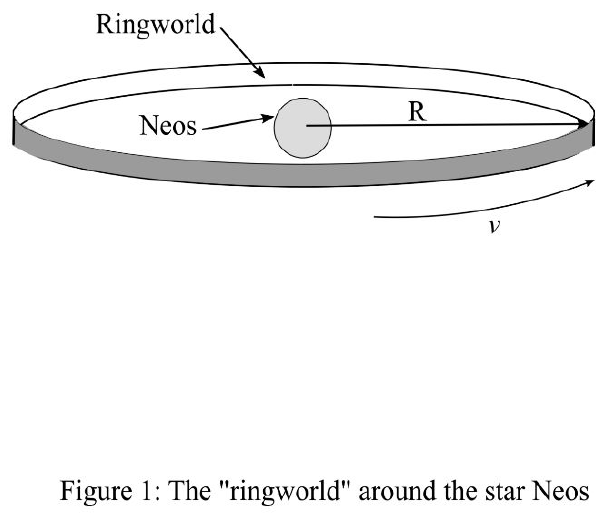 Ringworld
Neos
R
v
Figure 1: The "ringworld" around the star Neos